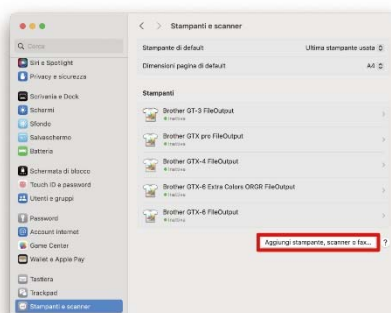 Stampanti e scanner
Cerca
Siri e Spotlight
Privacy e sicurezza
Scrivania e Dock
Schermi
Sfondo
Salvaschermo
Batteria
Schermata di blocco
Touch ID e password
Utenti e gruppi
Password
Account Internet
Game Center
Wallet e Apple Pay
Tastiera
Trackpad
Stampanti e scanner
Stampante di default Ultima stampante usata
Dimensioni pagine di default A4
Stampanti
Brother GT-3 FileOutput
Inattiva
Brother GTX pro FileOutput
Inattiva
Brother GTX-4 FileOutput
Inattiva
Brother GTX-6 Extra Colors ORGR FileOutput
Inattiva
Brother GTX-6 FileOutput
Inattiva
Aggiungi stampante, scanner o fax... ?